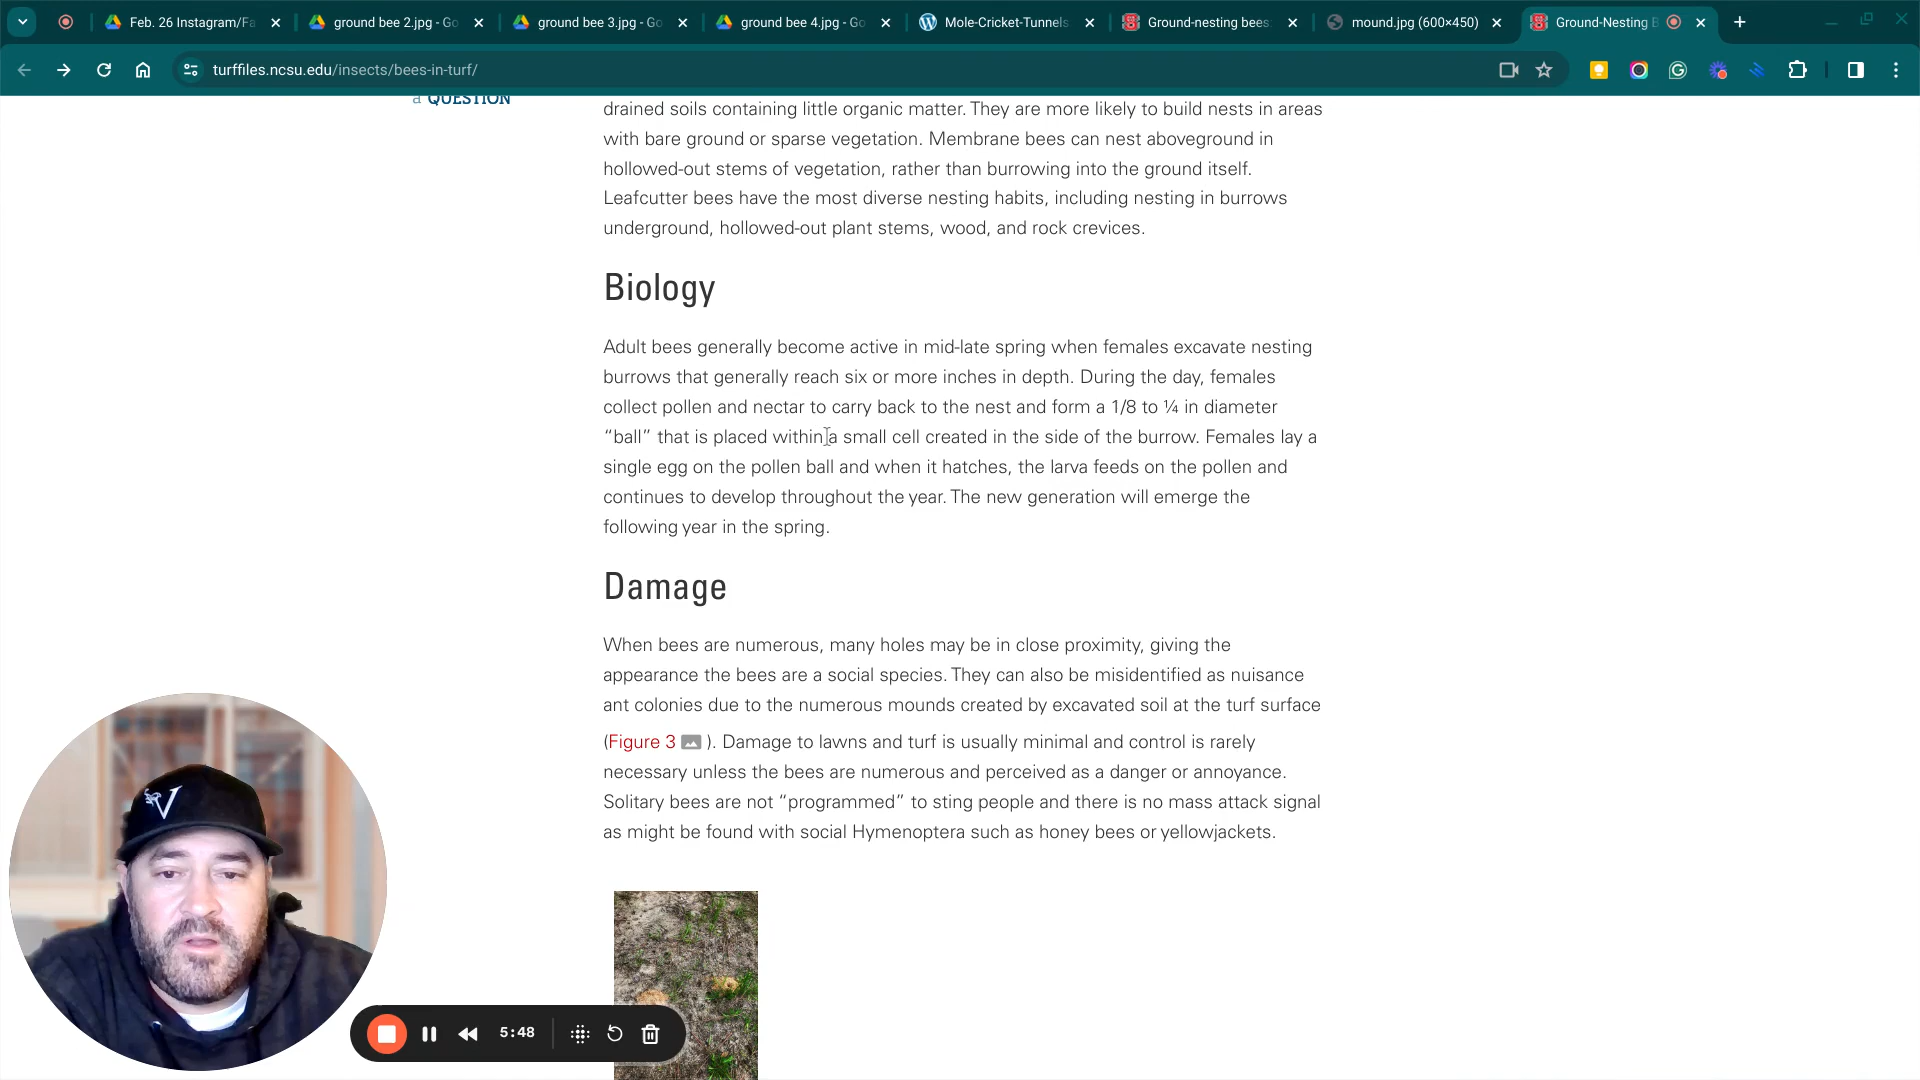 Feb. 26 Instagram/Fa
ground bee 2.jpg - Go
ground bee 3.jpg - Go
ground bee 4.jpg - Go
Mole-Cricket-Tunnels
Ground-nesting bees:
mound.jpg (600×450)
Ground-Nesting B
turffiles.ncsu.edu/insects/bees-in-turf/
a QUESTION
drained soils containing little organic matter. They are more likely to build nests in areas
with bare ground or sparse vegetation. Membrane bees can nest aboveground in
hollowed-out stems of vegetation, rather than burrowing into the ground itself.
Leafcutter bees have the most diverse nesting habits, including nesting in burrows
underground, hollowed-out plant stems, wood, and rock crevices.
Biology
Adult bees generally become active in mid-late spring when females excavate nesting
burrows that generally reach six or more inches in depth. During the day, females
collect pollen and nectar to carry back to the nest and form a 1/8 to ¼ in diameter
“ball” that is placed within a small cell created in the side of the burrow. Females lay a
single egg on the pollen ball and when it hatches, the larva feeds on the pollen and
continues to develop throughout the year. The new generation will emerge the
following year in the spring.
Damage
When bees are numerous, many holes may be in close proximity, giving the
appearance the bees are a social species. They can also be misidentified as nuisance
ant colonies due to the numerous mounds created by excavated soil at the turf surface
(Figure 3 ). Damage to lawns and turf is usually minimal and control is rarely
necessary unless the bees are numerous and perceived as a danger or annoyance.
Solitary bees are not “programmed” to sting people and there is no mass attack signal
as might be found with social Hymenoptera such as honey bees or yellowjackets.
V
5:48